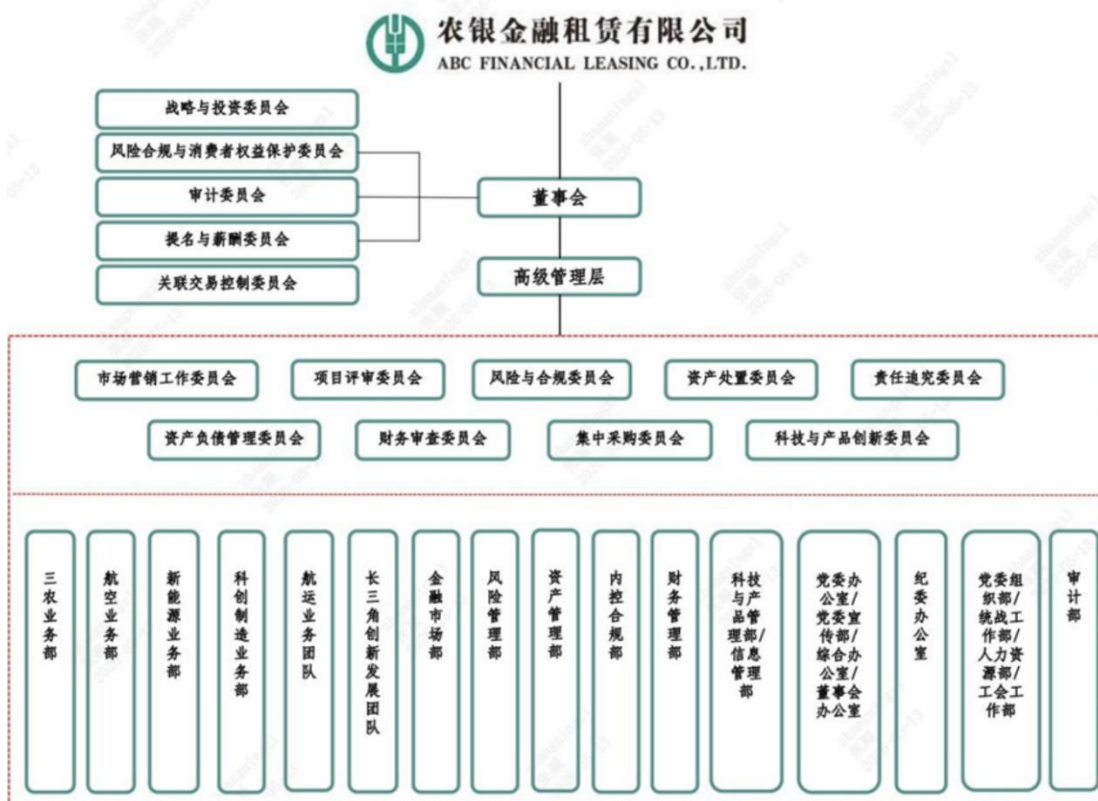 农银金融租赁有限公司
ABC FINANCIAL LEASING CO.,LTD.
战略与投资委员会
风险合规与消费者权益保护委员会
审计委员会
提名与薪酬委员会
关联交易控制委员会
董事会
高级管理层
市场营销工作委员会
项目评审委员会
风险与合规委员会
资产处置委员会
责任追究委员会
资产负债管理委员会
财务审查委员会
集中采购委员会
科技与产品创新委员会
三农业务部
航空业务部
新能源业务部
科创制造业务部
航运业务团队
长三角创新发展团队
金融市场部
风险管理部
资产管理部
内控合规部
财务管理部
科技
与产
品管
理部/
信息
管理
部
党委办
公室/
党委宣
传部/
综合办
公室/
董事会
办公室
纪委办公室
党委组
织部/
统战工
作部/
人力资
源部/
工会工
作部
审计部